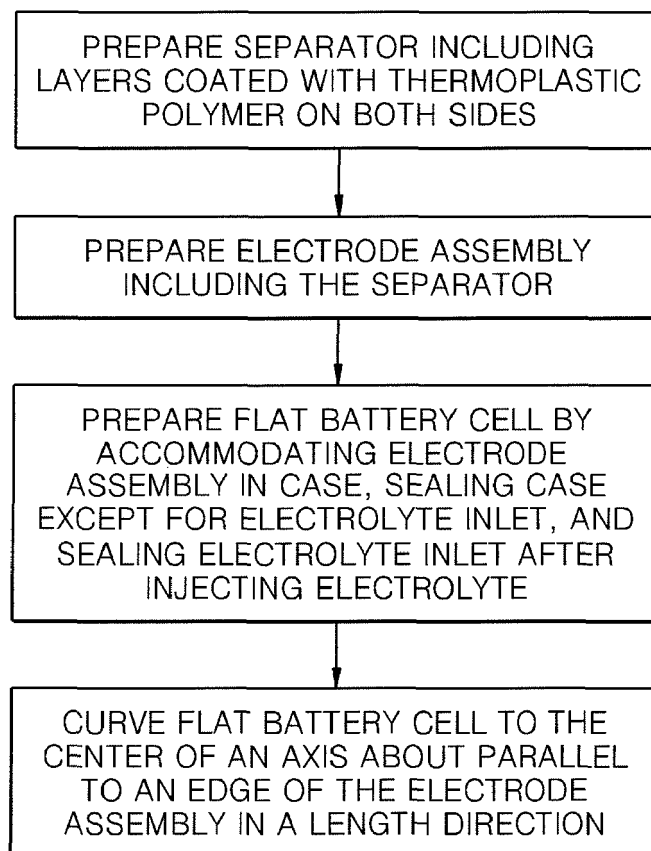 PREPARE SEPARATOR INCLUDING
LAYERS COATED WITH THERMOPLASTIC
POLYMER ON BOTH SIDES
PREPARE ELECTRODE ASSEMBLY
INCLUDING THE SEPARATOR
PREPARE FLAT BATTERY CELL BY
ACCOMMODATING ELECTRODE
ASSEMBLY IN CASE, SEALING CASE
EXCEPT FOR ELECTROLYTE INLET, AND
SEALING ELECTROLYTE INLET AFTER
INJECTING ELECTROLYTE
CURVE FLAT BATTERY CELL TO THE
CENTER OF AN AXIS ABOUT PARALLEL
TO AN EDGE OF THE ELECTRODE
ASSEMBLY IN A LENGTH DIRECTION